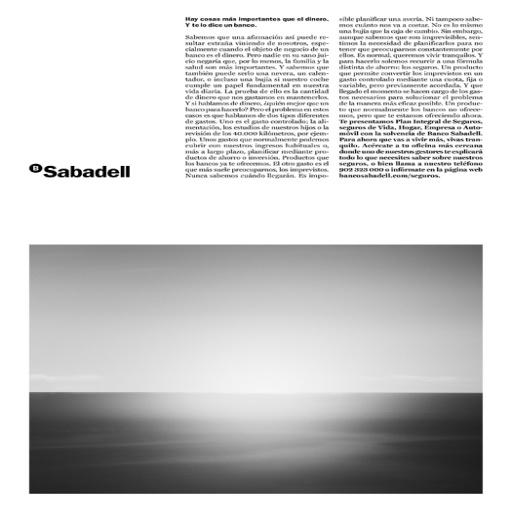 Hay cosas más importantes que el dinero.
Y te lo dice un banco.
Sabemos que una afirmación así puede re-
sultar extraña viniendo de nosotros, espe-
cialmente cuando el objeto de negocio de un
banco es el dinero. Pero nadie en su sano jui-
cio negaría que, por lo menos, la familia y la
salud son más importantes. Y sabemos que
también puede serlo una nevera, un calen-
tador, o incluso una bujía si nuestro coche
cumple un papel fundamental en nuestra
vida diaria. La prueba de ello es la cantidad
de dinero que nos gastamos en mantenerlos.
Y si hablamos de dinero, ¿quién mejor que un
banco para hacerlo? Pero el problema en estos
casos es que hablamos de dos tipos diferentes
de gastos. Uno es el gasto controlado; la ali-
mentación, los estudios de nuestros hijos o la
revisión de los 40.000 kilómetros, por ejem-
plo. Unos gastos que normalmente podemos
cubrir con nuestros ingresos habituales o,
más a largo plazo, planificar mediante pro-
ductos de ahorro o inversión. Productos que
los bancos ya te ofrecemos. El otro gasto es el
que más suele preocuparnos, los imprevistos.
Nunca sabemos cuándo llegarán. Es impo-
sible planificar una avería. Ni tampoco sabe-
mos cuánto nos va a costar. No es lo mismo
una bujía que la caja de cambio. Sin embargo,
aunque sabemos que son imprevisibles, sen-
timos la necesidad de planificarlos para no
tener que preocuparnos constantemente por
ellos. Es normal, queremos vivir tranquilos. Y
para hacerlo solemos recurrir a una fórmula
distinta de ahorro: los seguros. Un producto
que permite convertir los imprevistos en un
gasto controlado mediante una cuota, fija o
variable, pero previamente acordada. Y que
llegado el momento se hacen cargo de los gas-
tos necesarios para solucionar el problema
de la manera más eficaz posible. Un produc-
to que normalmente los bancos no ofrece-
mos, pero que te estamos ofreciendo ahora.
Te presentamos Plan Integral de Seguros,
seguros de Vida, Hogar, Empresa o Auto-
móvil con la solvencia de Banco Sabadell.
Para ahora que vas a vivir más, vivas tran-
quilo. Acércate a tu oficina más cercana
donde uno de nuestros gestores te explicará
todo lo que necesitas saber sobre nuestros
seguros, o bien llama a nuestro teléfono
902 323 000 o infórmate en la página web
bancosabadell.com/seguros.
B Sabadell